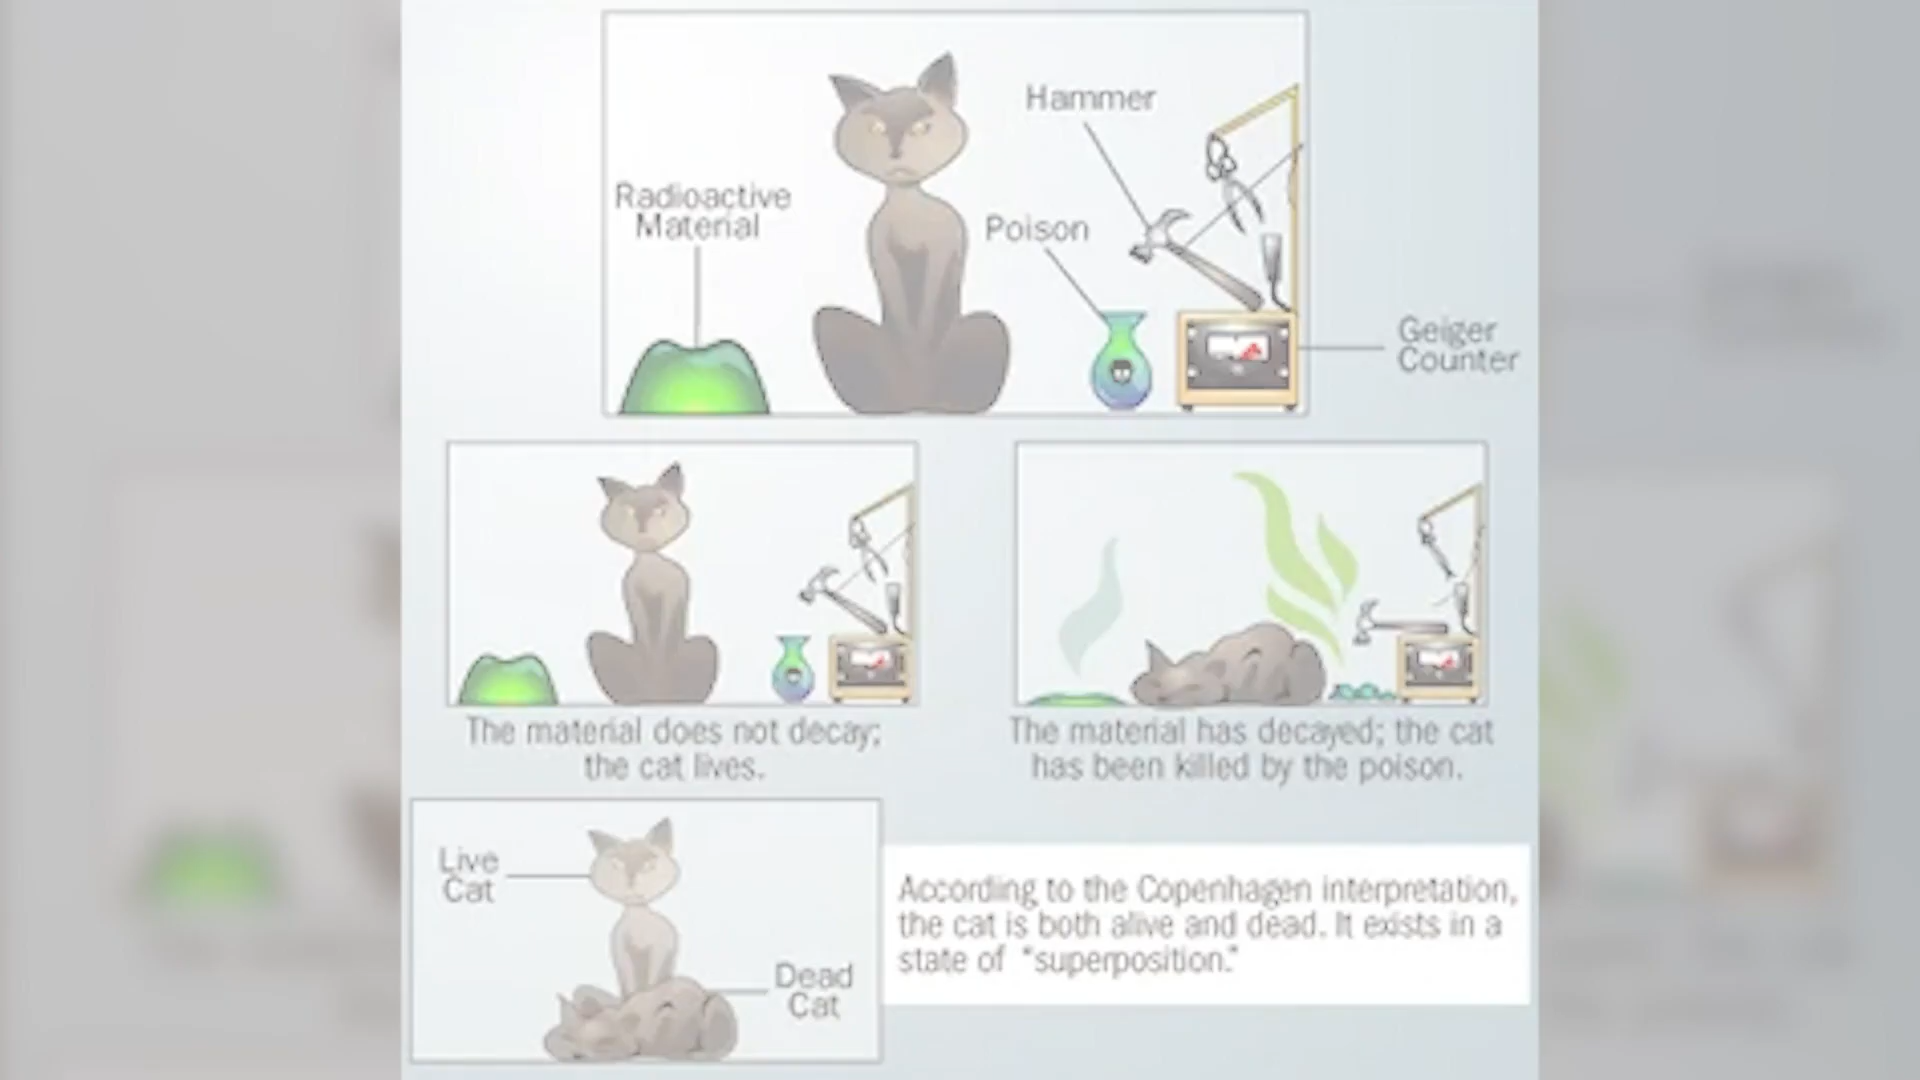 Hammer
Radioactive
Material
Poison
Geiger
Counter
The material does not decay;
the cat lives.
The material has decayed; the cat
has been killed by the poison.
Live
Cat
Dead
Cat
According to the Copenhagen interpretation,
the cat is both alive and dead. It exists in a
state of "superposition."